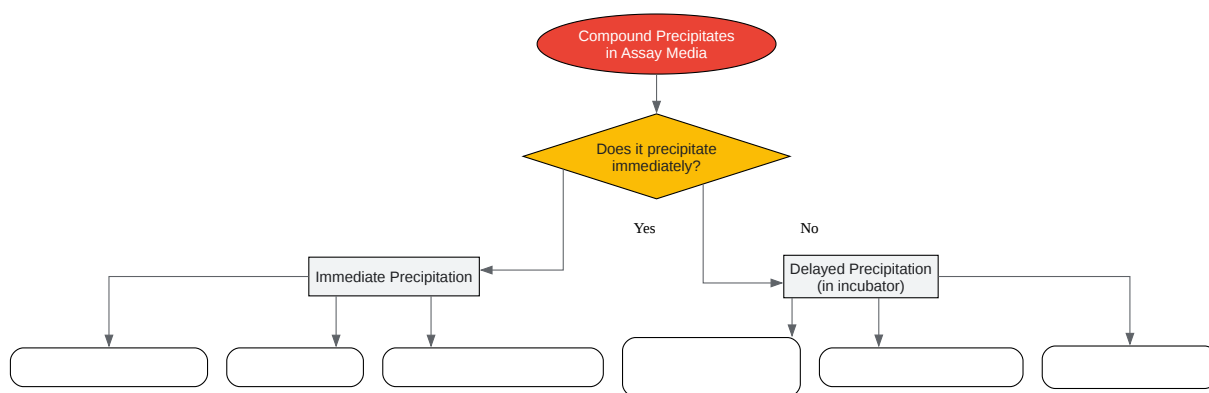 Compound Precipitates
in Assay Media
Does it precipitate
immediately?
Yes
No
Immediate Precipitation
Delayed Precipitation
(in incubator)